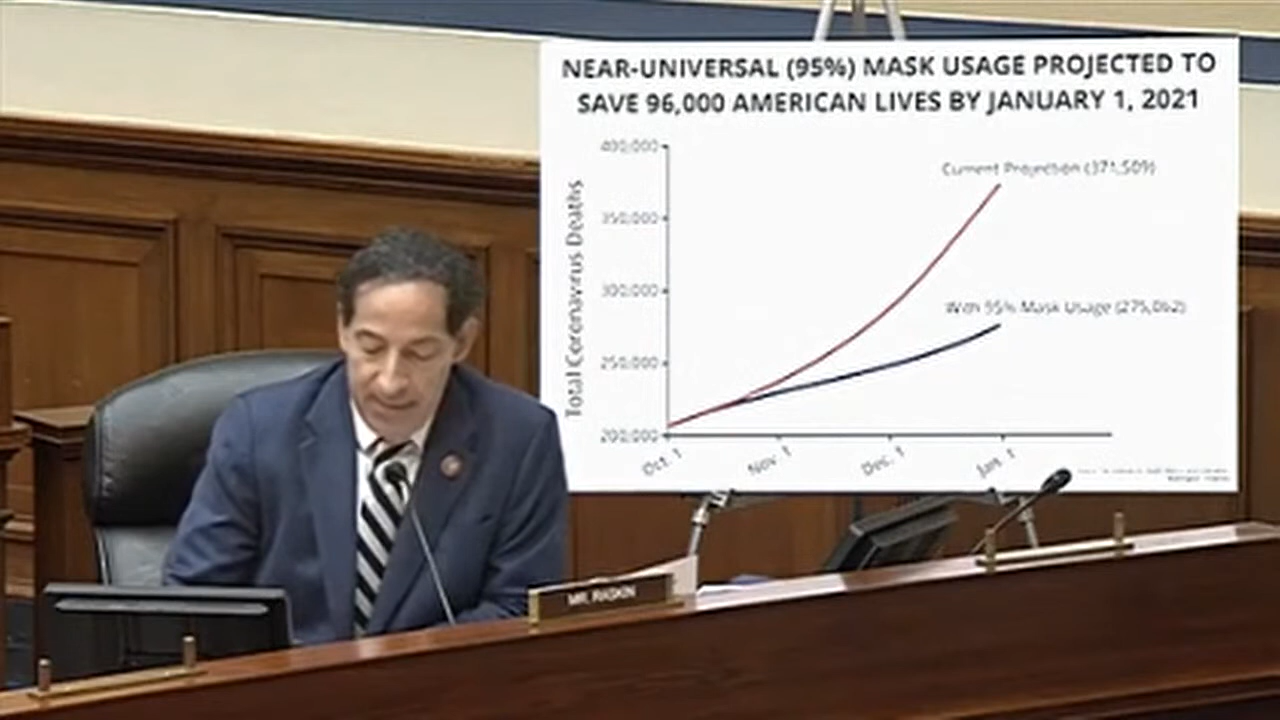 NEAR-UNIVERSAL (95%) MASK USAGE PROJECTED TO
SAVE 96,000 AMERICAN LIVES BY JANUARY 1, 2021
400,000
Current Projection (371,509)
350,000
300,000
With 95% Mask Usage (275,062)
250,000
200,000
Total Coronavirus Deaths
Oct. 1
Nov. 1
Dec. 1
Jan. 1
MR. RASKIN